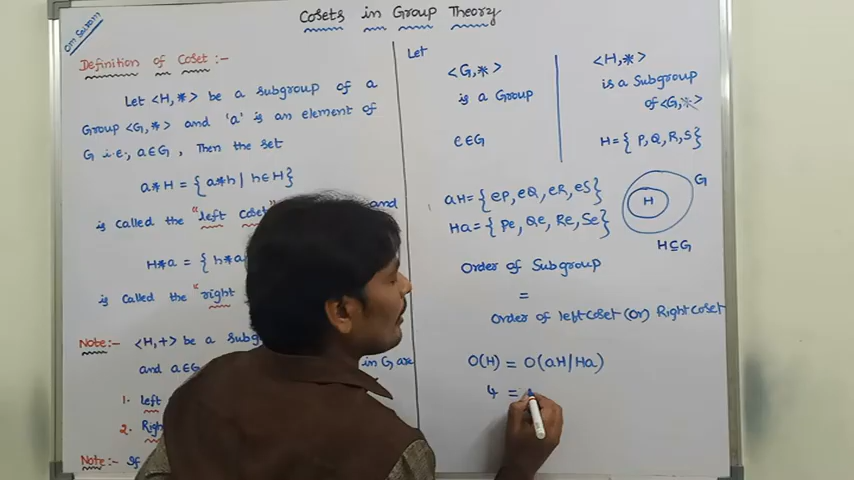 Cosets in Group Theory
Om Sairam
Definition of Coset :-
Let <H,*> be a subgroup of a
Group <G,*> and 'a' is an element of
G i.e; a∈G , Then the set
a*H = {a*h | h∈H}
is called the "left coset" and
H*a = {h*a
is called the "right
Note:- <H,+> be a subg
and a∈G in G, are
1. left
2. Rig
Note:- If
Let
<G,*>
is a Group
e∈G
<H,*>
is a Subgroup
of <G,*>
H={P,Q,R,S}
aH={eP,eQ,eR,eS}
Ha={Pe,Qe,Re,Se}
G
H
H⊆G
Order of Subgroup
=
Order of left Coset (or) Right Coset
O(H) = O(aH/Ha)
4 =